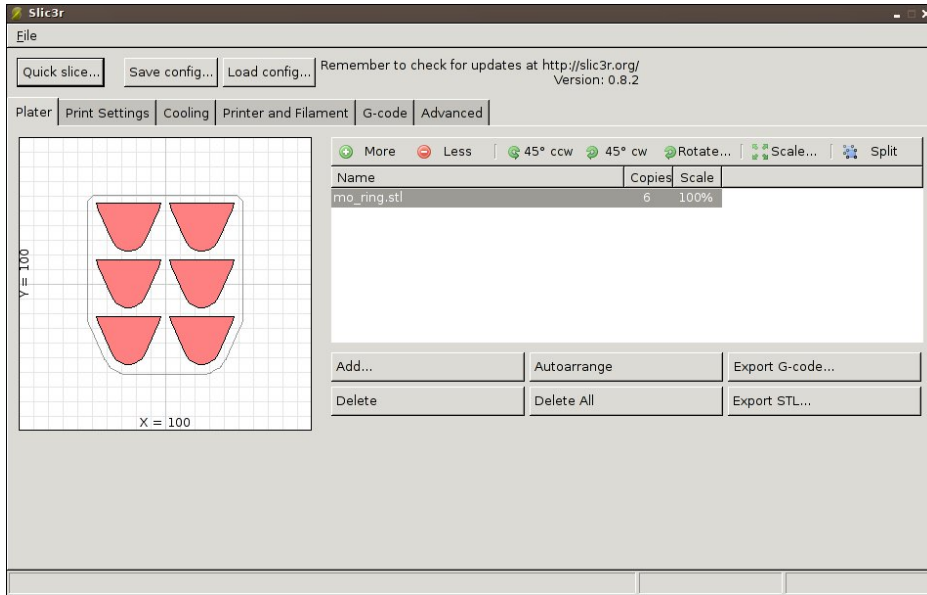 Slic3r
File
Quick slice... Save config... Load config... Remember to check for updates at http://slic3r.org/
Version: 0.8.2
Plater Print Settings Cooling Printer and Filament G-code Advanced
More Less 45° ccw 45° cw Rotate... Scale... Split
Name Copies Scale
mo_ring.stl 6 100%
Y = 100
X = 100
Add... Autoarrange Export G-code...
Delete Delete All Export STL...